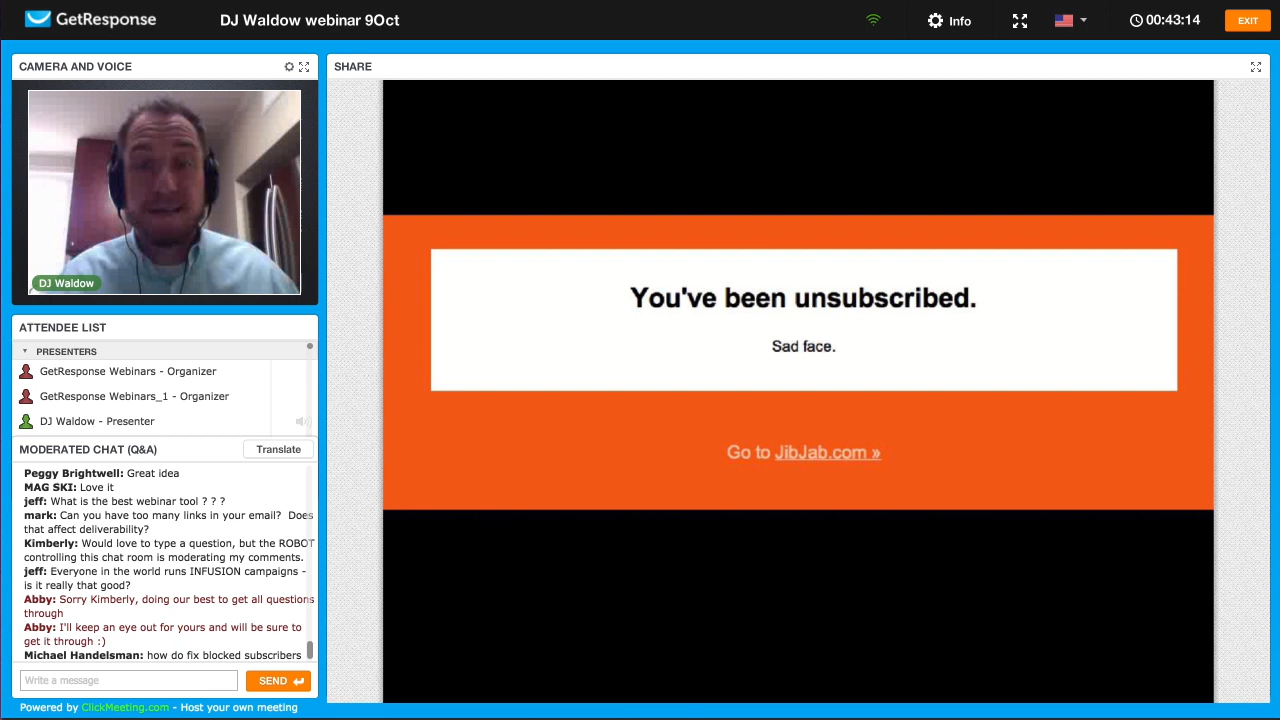 GetResponse
DJ Waldow webinar 9Oct
Info
00:43:14
EXIT
CAMERA AND VOICE
DJ Waldow
ATTENDEE LIST
PRESENTERS
GetResponse Webinars - Organizer
GetResponse Webinars_1 - Organizer
DJ Waldow - Presenter
MODERATED CHAT (Q&A)
Translate
Peggy Brightwell: Great idea
MAG SKI: Love it
jeff: What is the best webinar tool ? ? ?
mark: Can you have too many links in your email? Does
that affect deliverability?
Kimberly: Would love to type a question, but the ROBOT
controlling this chat room is moderating my comments.
jeff: Everyone in the world runs INFUSION campaigns -
is it really that good?
Abby: Sorry Kimberly, doing our best to get all questions
through
Abby: I'll keep an eye out for yours and will be sure to
get it through :)
Michael Handelsman: how do fix blocked subscribers
Write a message
SEND
Powered by ClickMeeting.com - Host your own meeting
SHARE
You've been unsubscribed.
Sad face.
Go to JibJab.com »